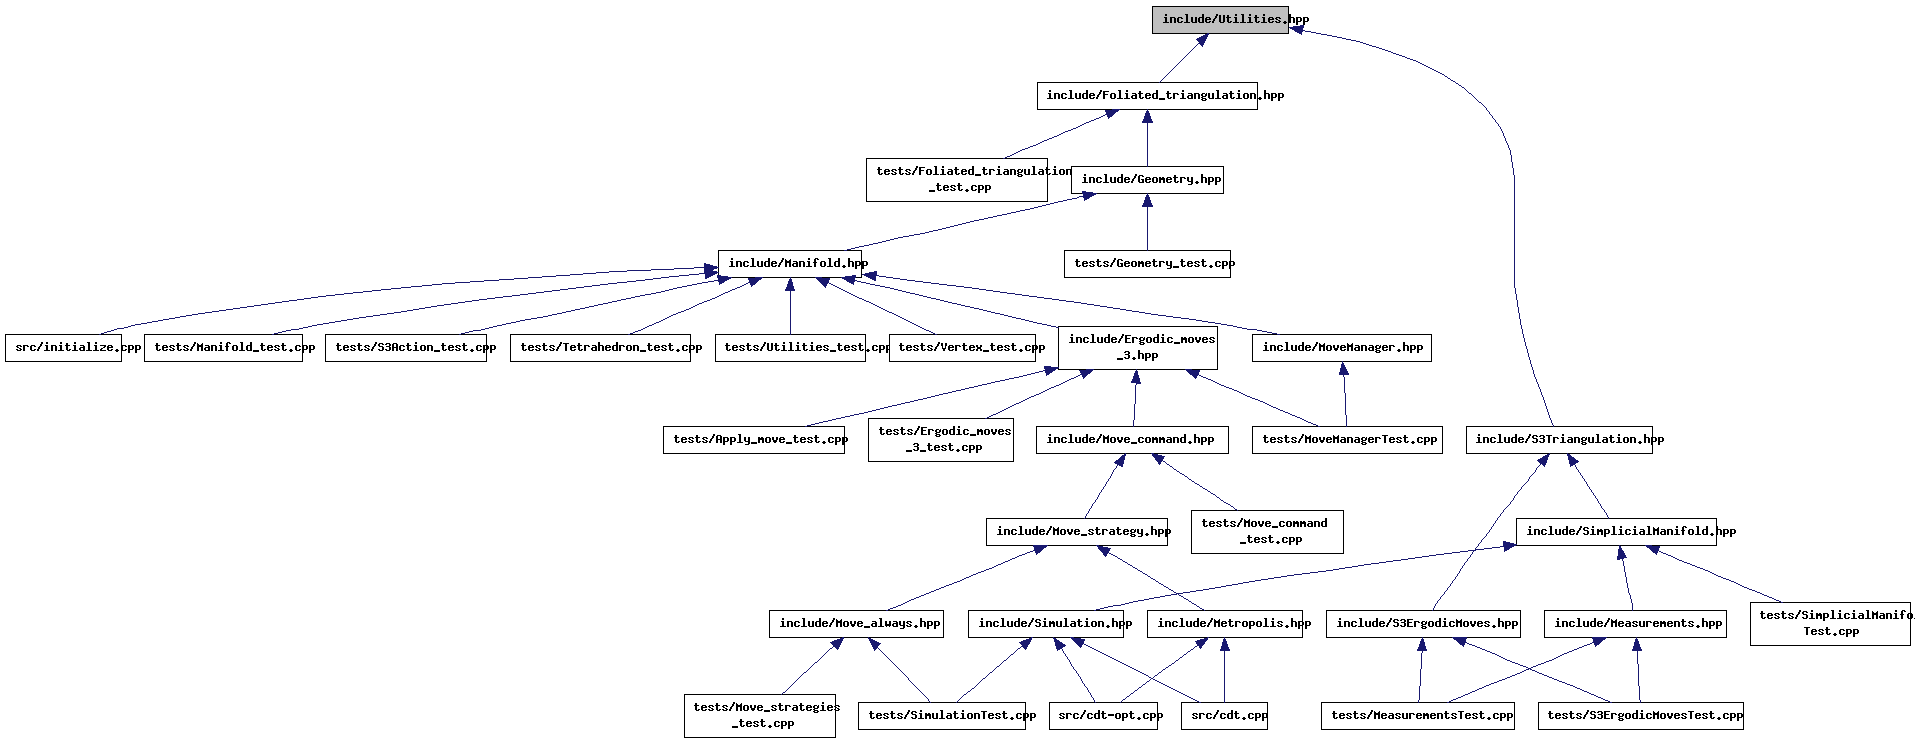 include/Utilities.hpp
include/Foliated_triangulation.hpp
tests/Foliated_triangulation
_test.cpp
include/Geometry.hpp
include/Manifold.hpp
tests/Geometry_test.cpp
src/initialize.cpp
tests/Manifold_test.cpp
tests/S3Action_test.cpp
tests/Tetrahedron_test.cpp
tests/Utilities_test.cpp
tests/Vertex_test.cpp
include/Ergodic_moves
_3.hpp
include/MoveManager.hpp
tests/Apply_move_test.cpp
tests/Ergodic_moves
_3_test.cpp
include/Move_command.hpp
tests/MoveManagerTest.cpp
include/S3Triangulation.hpp
include/Move_strategy.hpp
tests/Move_command
_test.cpp
include/SimplicialManifold.hpp
include/Move_always.hpp
include/Simulation.hpp
include/Metropolis.hpp
include/S3ErgodicMoves.hpp
include/Measurements.hpp
tests/SimplicialManifo
Test.cpp
tests/Move_strategies
_test.cpp
tests/SimulationTest.cpp
src/cdt-opt.cpp
src/cdt.cpp
tests/MeasurementsTest.cpp
tests/S3ErgodicMovesTest.cpp